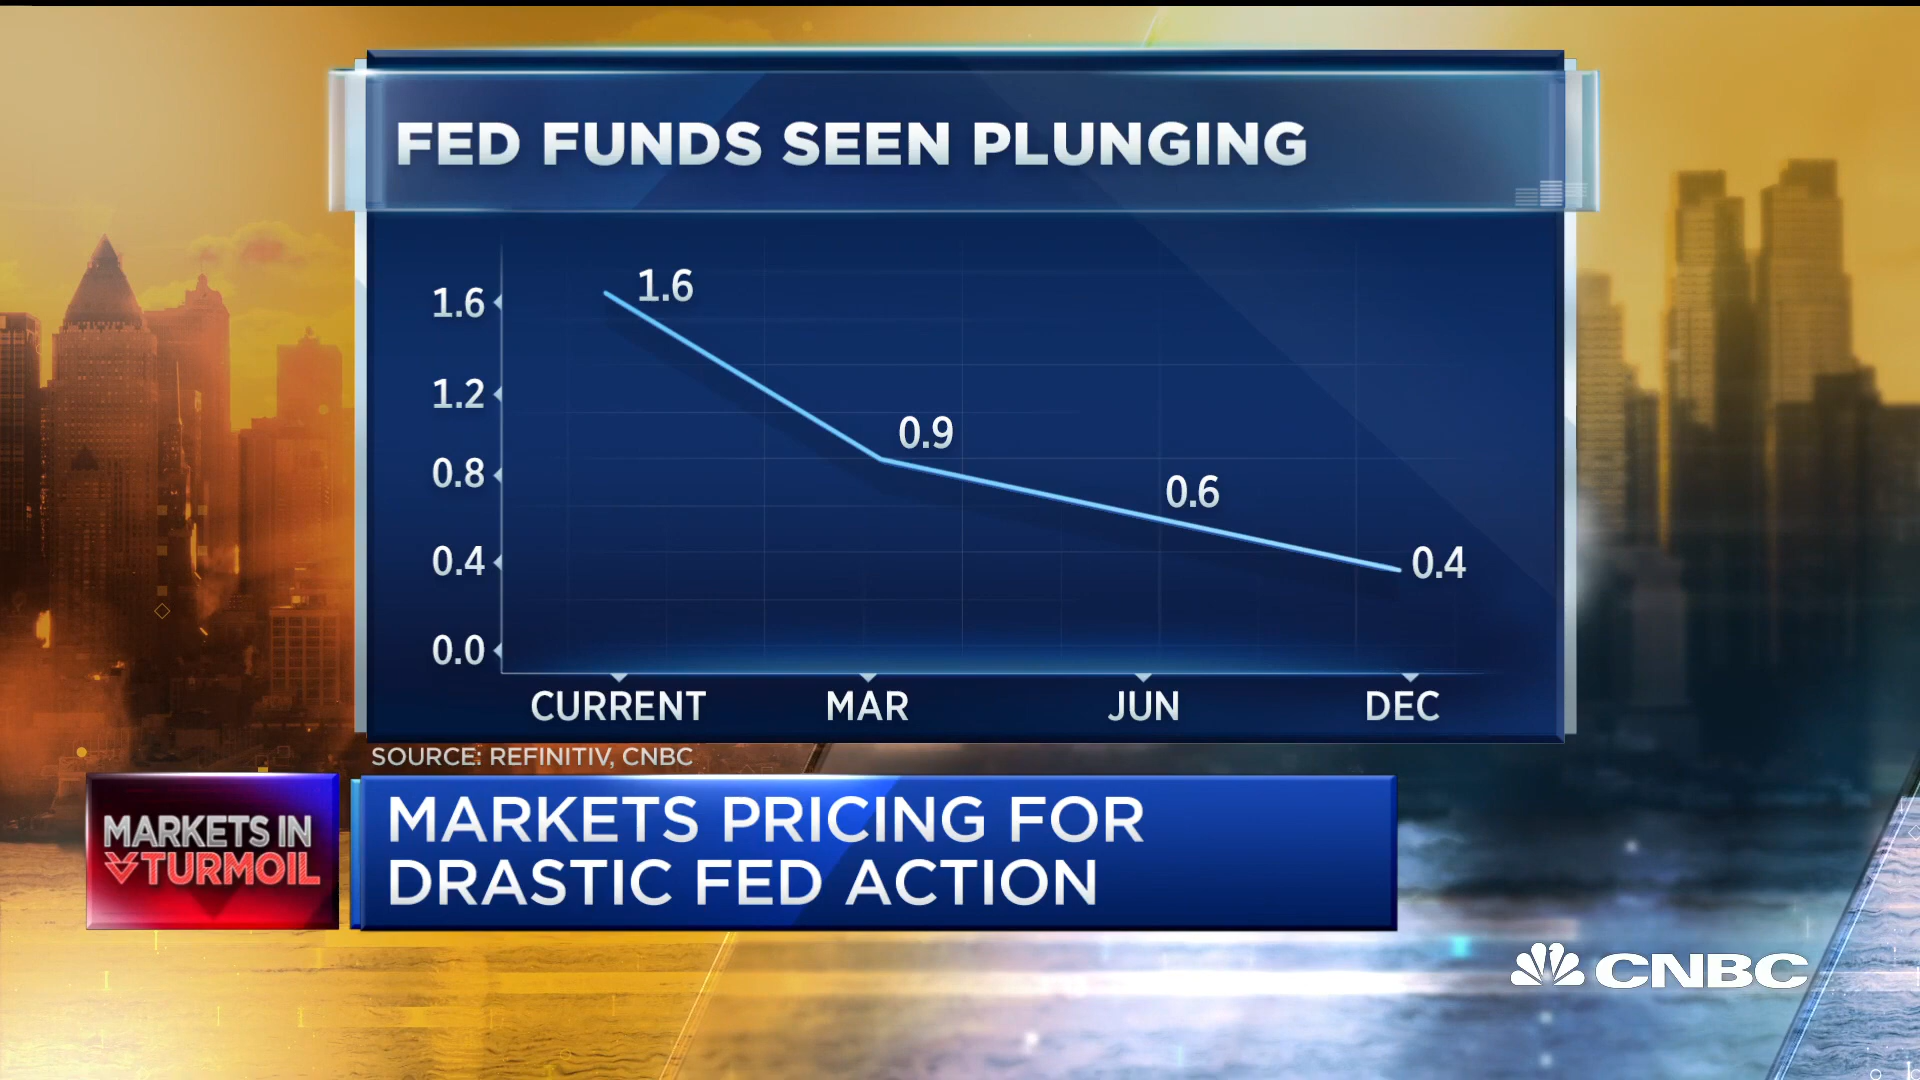 FED FUNDS SEEN PLUNGING
1.6
1.2
0.8
0.4
0.0
1.6
0.9
0.6
0.4
CURRENT MAR JUN DEC
SOURCE: REFINITIV, CNBC
MARKETS IN
TURMOIL
MARKETS PRICING FOR
DRASTIC FED ACTION
CNBC